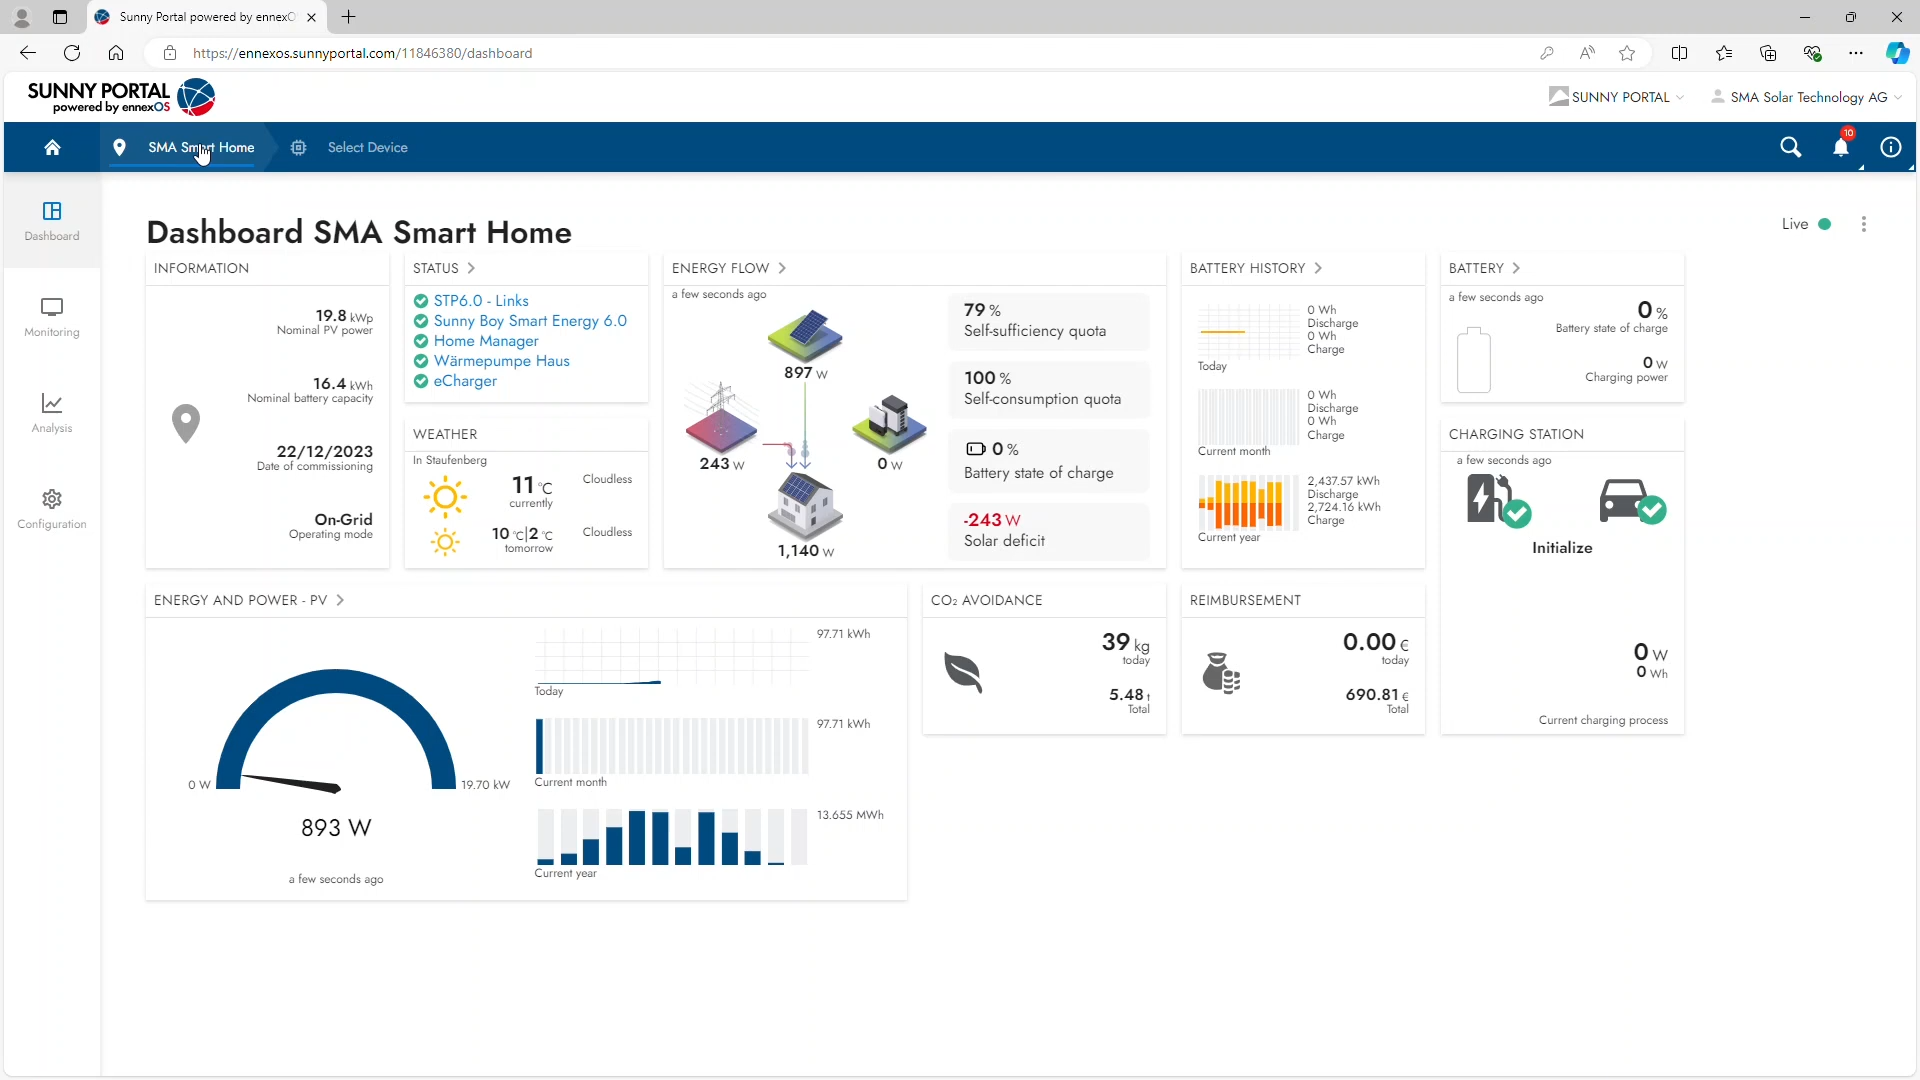 Sunny Portal powered by ennexO
https://ennexos.sunnyportal.com/11846380/dashboard
SUNNY PORTAL
powered by ennexOS
SUNNY PORTAL
SMA Solar Technology AG
SMA Smart Home
Select Device
10
Dashboard
Monitoring
Analysis
Configuration
Dashboard SMA Smart Home
Live
INFORMATION
19.8 kWp
Nominal PV power
16.4 kWh
Nominal battery capacity
22/12/2023
Date of commissioning
On-Grid
Operating mode
STATUS
STP6.0 - Links
Sunny Boy Smart Energy 6.0
Home Manager
Wärmepumpe Haus
eCharger
WEATHER
In Staufenberg
11 °C
currently
Cloudless
10 °C|2 °C
tomorrow
Cloudless
ENERGY FLOW
a few seconds ago
897 W
243 W
0 W
1,140 W
79 %
Self-sufficiency quota
100 %
Self-consumption quota
0 %
Battery state of charge
-243 W
Solar deficit
BATTERY HISTORY
0 Wh
Discharge
0 Wh
Charge
Today
0 Wh
Discharge
0 Wh
Charge
Current month
2,437.57 kWh
Discharge
2,724.16 kWh
Charge
Current year
BATTERY
a few seconds ago
0 %
Battery state of charge
0 W
Charging power
CHARGING STATION
a few seconds ago
Initialize
0 W
0 Wh
Current charging process
ENERGY AND POWER - PV
0 W
19.70 kW
893 W
a few seconds ago
97.71 kWh
Today
97.71 kWh
Current month
13.655 MWh
Current year
CO₂ AVOIDANCE
39 kg
today
5.48 t
Total
REIMBURSEMENT
0.00 €
today
690.81 €
Total